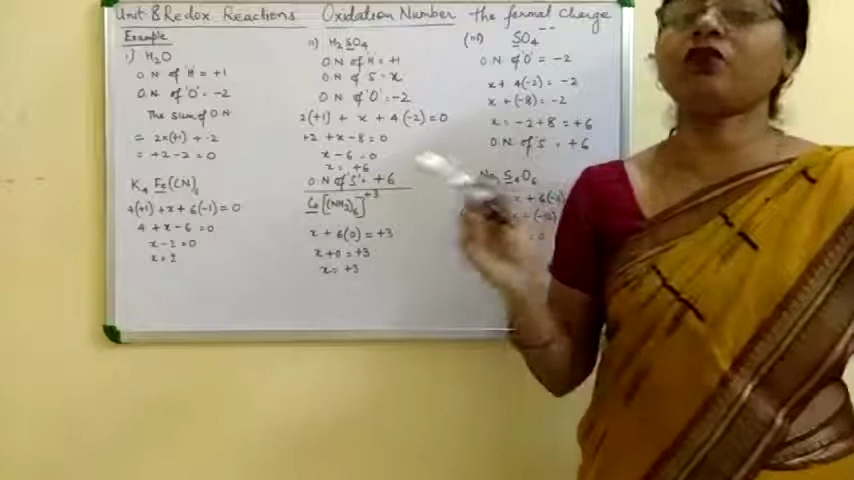 Unit 8 Redox Reactions Oxidation Number the formal charge
Example
i) H2O
O N of 'H' = +1
O.N of 'O' = -2
The sum of O N
= 2x(+1) + -2
= +2 -2 = 0
K4 Fe(CN)6
4(+1) + x + 6(-1) = 0
4 + x - 6 = 0
x - 2 = 0
x = 2
ii) H2SO4
O N of H = +1
O N of S = x
O N of 'O' = -2
2(+1) + x + 4(-2) = 0
+2 + x - 8 = 0
x - 6 = 0
x = +6
O.N of 'S' = +6
Co[(NH3)6]+3
x + 6(0) = +3
x + 0 = +3
x = +3
(iii) SO4--
O N of 'O' = -2
x + 4(-2) = -2
x + (-8) = -2
x = -2 + 8 = +6
O N of 'S' = +6
S4O6
x + 6(-2)
= 0